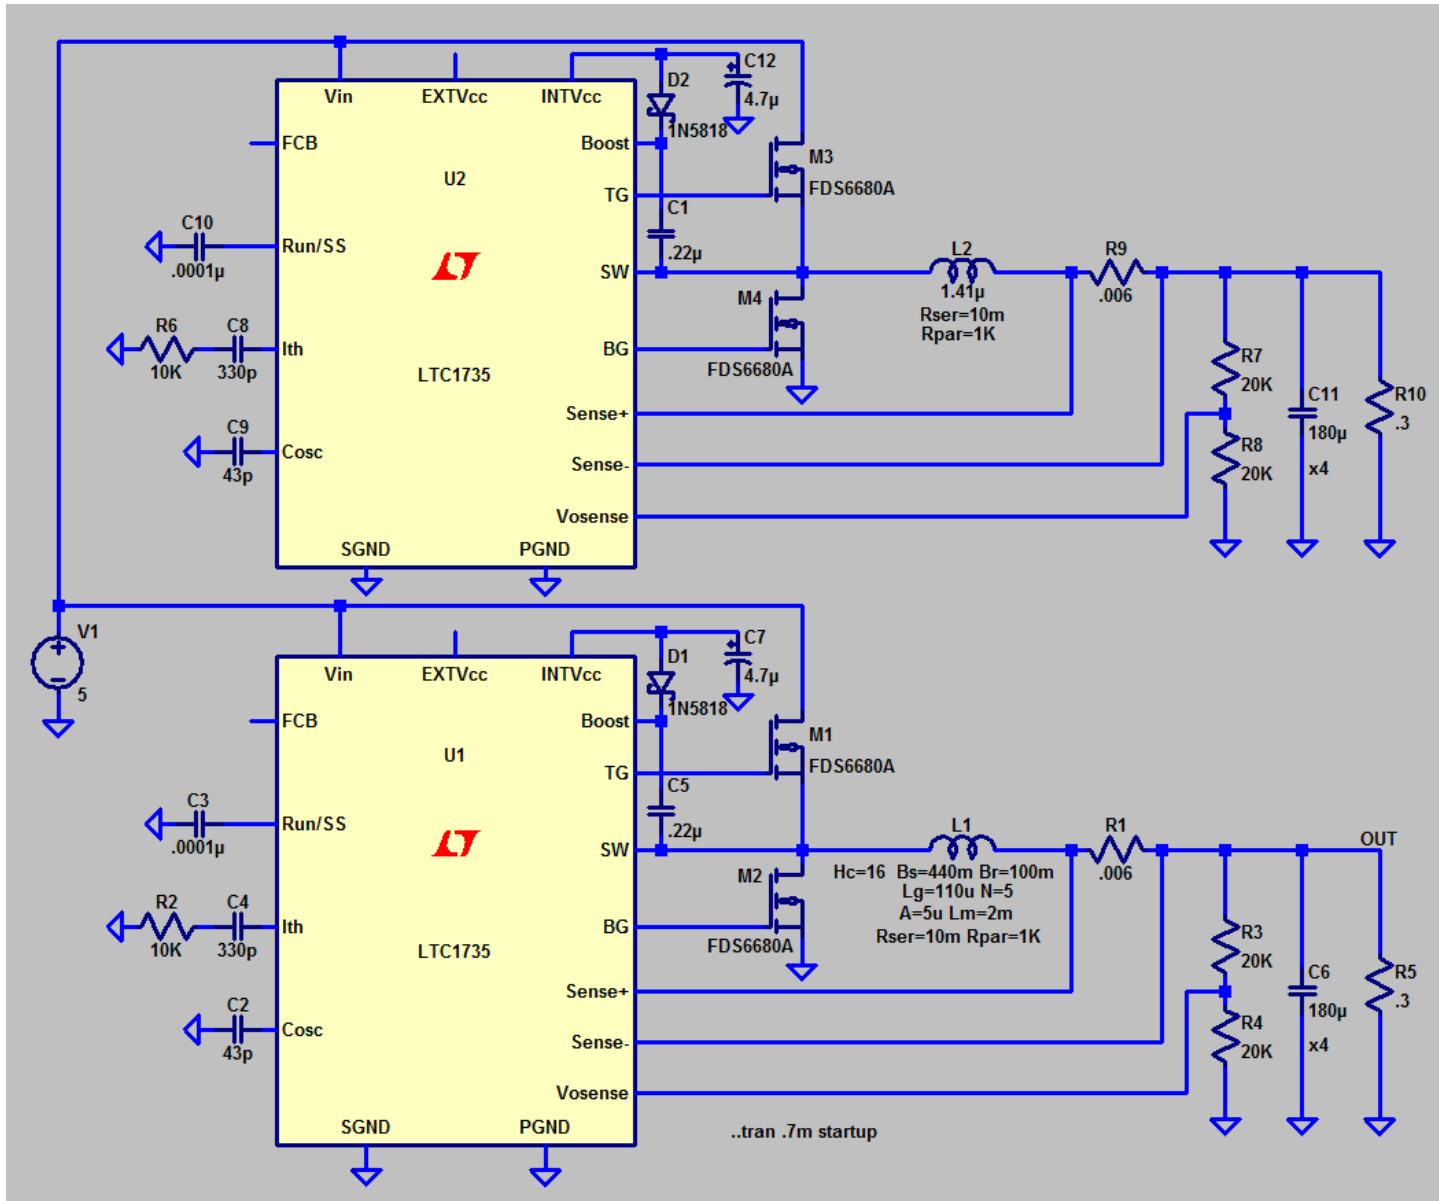 Vin
EXTVcc
INTVcc
D2
C12
4.7µ
1N5818
FCB
U2
Boost
M3
FDS6680A
TG
C10
.0001µ
Run/SS
C1
.22µ
SW
L2
1.41µ
Rser=10m
Rpar=1K
R9
.006
M4
FDS6680A
R6
10K
C8
330p
Ith
LTC1735
BG
R7
20K
C11
180µ
x4
R10
.3
Sense+
C9
43p
Cosc
Sense-
R8
20K
Vosense
SGND
PGND
V1
5
Vin
EXTVcc
INTVcc
D1
C7
4.7µ
1N5818
FCB
U1
Boost
M1
FDS6680A
TG
C3
.0001µ
Run/SS
C5
.22µ
SW
L1
Hc=16 Bs=440m Br=100m
Lg=110u N=5
A=5u Lm=2m
Rser=10m Rpar=1K
R1
.006
OUT
M2
FDS6680A
R2
10K
C4
330p
Ith
LTC1735
BG
R3
20K
C6
180µ
x4
R5
.3
Sense+
C2
43p
Cosc
Sense-
R4
20K
Vosense
SGND
PGND
..tran .7m startup